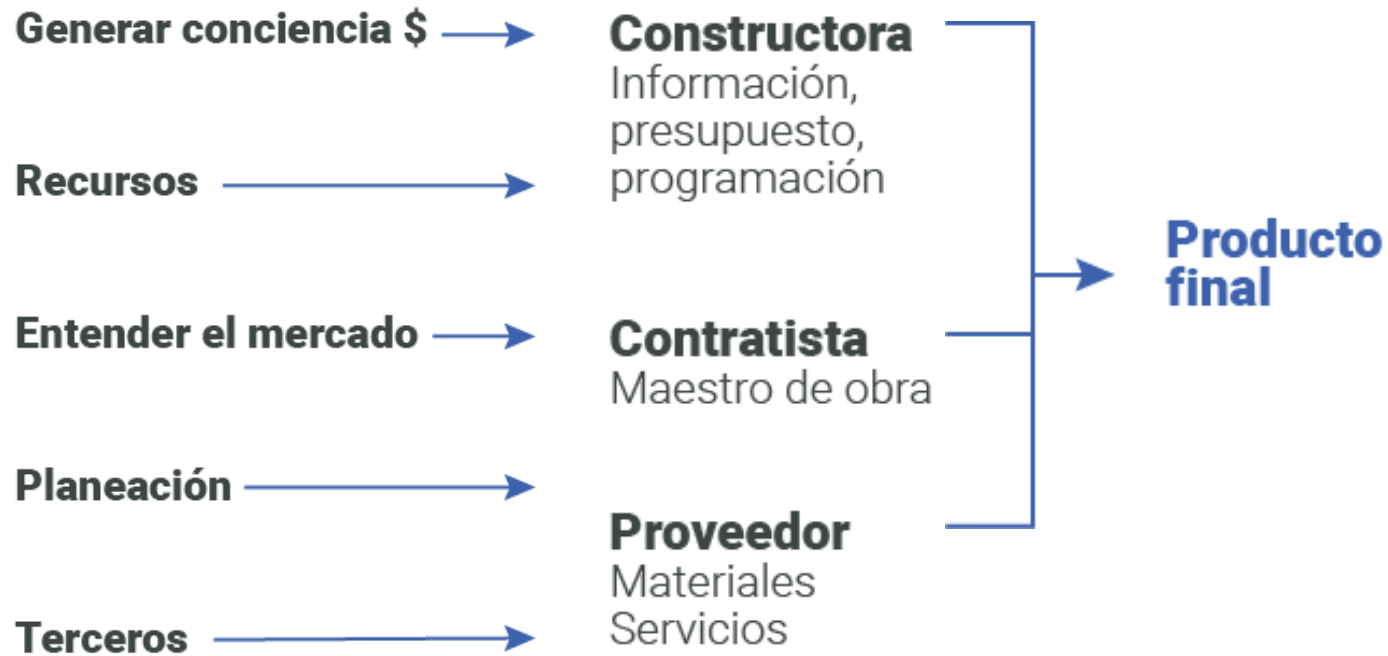 Generar conciencia $
Recursos
Entender el mercado
Planeación
Terceros
Constructora
Información,
presupuesto,
programación
Contratista
Maestro de obra
Proveedor
Materiales
Servicios
Producto
final